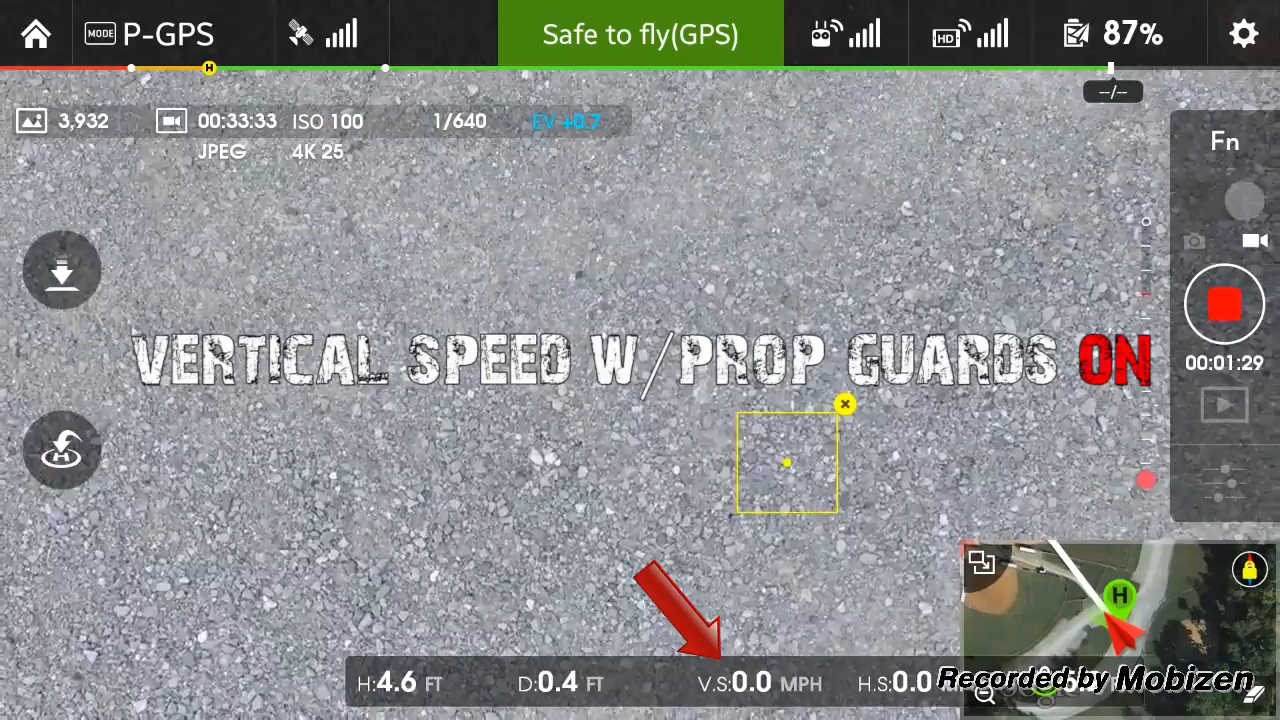 MODE P-GPS Safe to fly(GPS) HD 87%
H
--/--
3,932 00:33:33 ISO 100 1/640 EV +0.7
JPEG 4K 25
Fn
VERTICAL SPEED W/PROP GUARDS ON
00:01:29
H
H
H:4.6 FT D:0.4 FT V.S:0.0 MPH H.S:0.0
Recorded by Mobizen